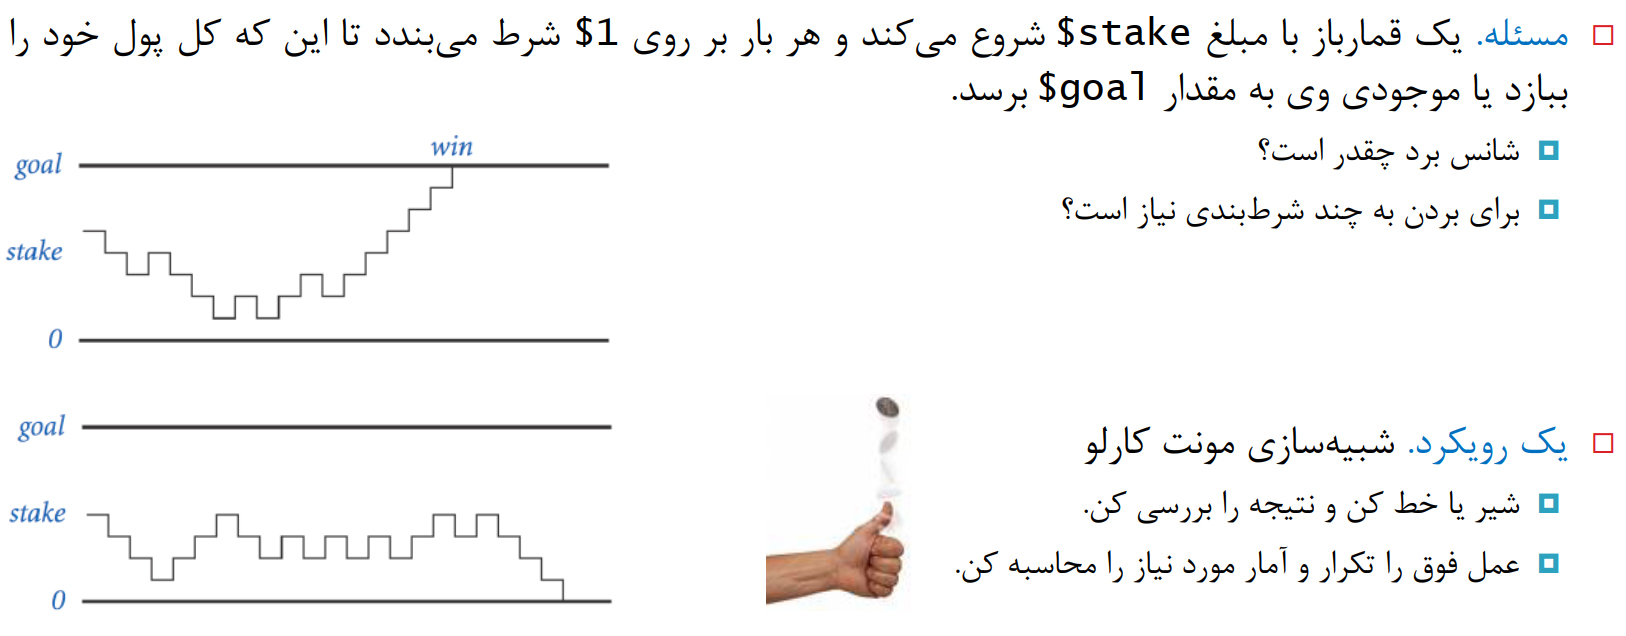 مسئله. یک قمارباز با مبلغ $stake شروع می‌کند و هر بار بر روی $1 شرط می‌بندد تا این که کل پول خود را
ببازد یا موجودی وی به مقدار $goal برسد.
شانس برد چقدر است؟
برای بردن به چند شرط‌بندی نیاز است؟
win
goal
stake
0
یک رویکرد. شبیه‌سازی مونت کارلو
شیر یا خط کن و نتیجه را بررسی کن.
عمل فوق را تکرار و آمار مورد نیاز را محاسبه کن.
goal
stake
0